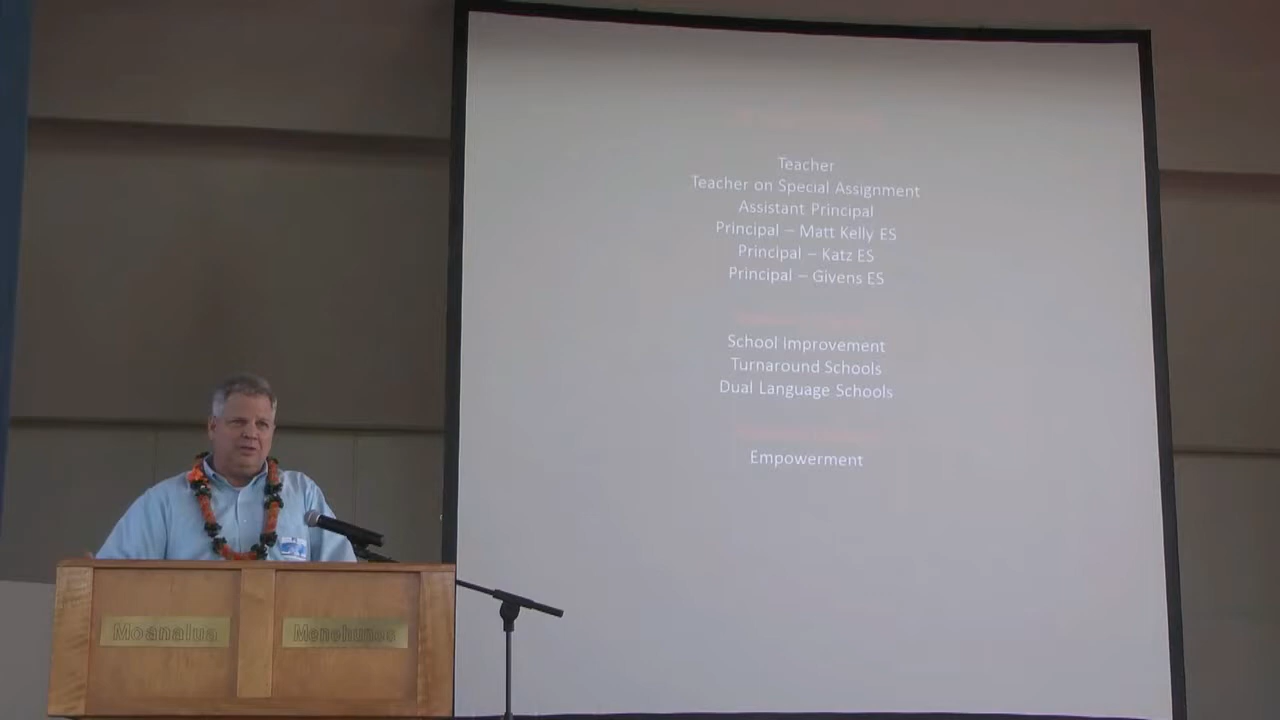 Teacher
Teacher on Special Assignment
Assistant Principal
Principal – Matt Kelly ES
Principal – Katz ES
Principal – Givens ES
School Improvement
Turnaround Schools
Dual Language Schools
Empowerment
Moanalua
Menehunes